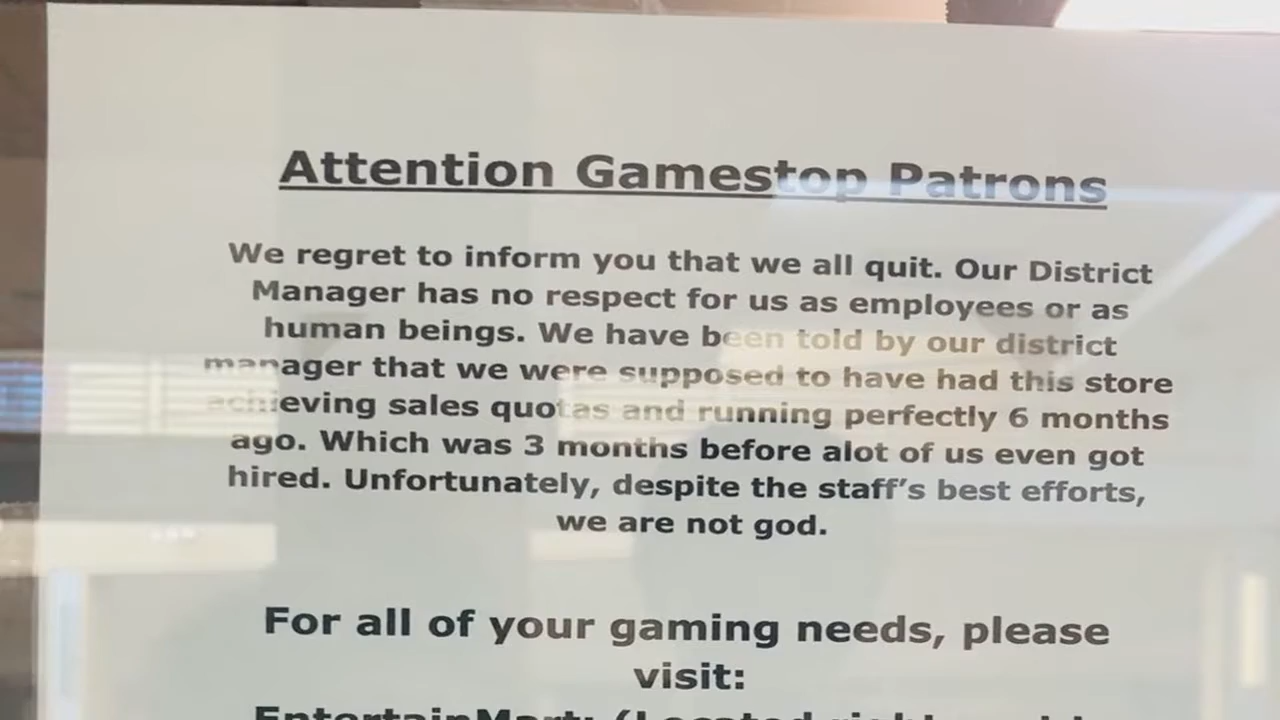 Attention Gamestop Patrons
We regret to inform you that we all quit. Our District
Manager has no respect for us as employees or as
human beings. We have been told by our district
manager that we were supposed to have had this store
achieving sales quotas and running perfectly 6 months
ago. Which was 3 months before alot of us even got
hired. Unfortunately, despite the staff's best efforts,
we are not god.
For all of your gaming needs, please
visit:
EntertainMart: (Located right